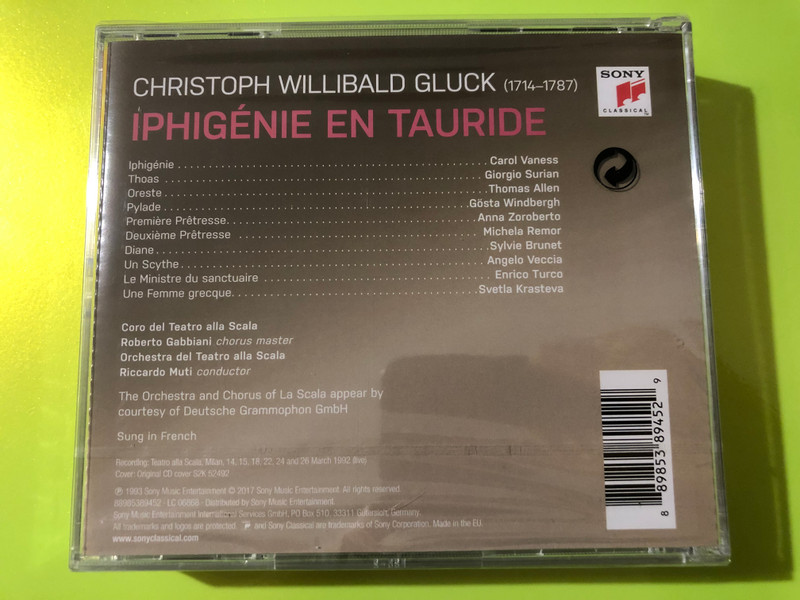 CHRISTOPH WILLIBALD GLUCK (1714–1787)
SONY
CLASSICAL
IPHIGÉNIE EN TAURIDE
Iphigénie Carol Vaness
Thoas Giorgio Surian
Oreste Thomas Allen
Pylade Gösta Windbergh
Première Prêtresse Anna Zoroberto
Deuxième Prêtresse Michela Remor
Diane Sylvie Brunet
Un Scythe Angelo Veccia
Le Ministre du sanctuaire Enrico Turco
Une Femme grecque Svetla Krasteva
Coro del Teatro alla Scala
Roberto Gabbiani chorus master
Orchestra del Teatro alla Scala
Riccardo Muti conductor
The Orchestra and Chorus of La Scala appear by
courtesy of Deutsche Grammophon GmbH
Sung in French
Recording: Teatro alla Scala, Milan, 14, 15, 18, 22, 24 and 26 March 1992 (live)
Cover: Original CD cover S2K 52492
℗ 1993 Sony Music Entertainment © 2017 Sony Music Entertainment. All rights reserved
88985389452 · LC 06868 · Distributed by Sony Music Entertainment.
Sony Music Entertainment International Services GmbH, PO Box 510, 33311 Gütersloh, Germany.
All trademarks and logos are protected. and Sony Classical are trademarks of Sony Corporation. Made in the EU.
www.sonyclassical.com
8 89853 89452 9